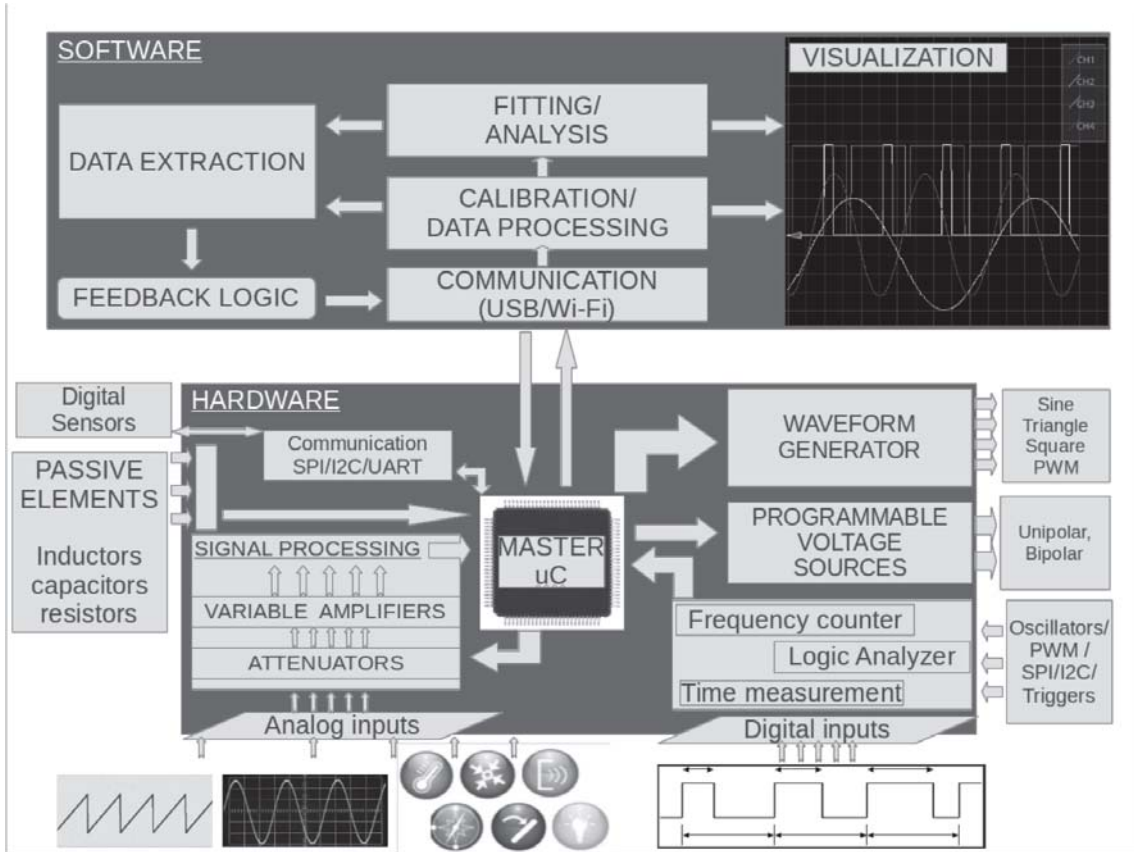 SOFTWARE
VISUALIZATION
CH1
CH2
CH3
CH4
FITTING/
ANALYSIS
DATA EXTRACTION
CALIBRATION/
DATA PROCESSING
FEEDBACK LOGIC
COMMUNICATION
(USB/Wi-Fi)
HARDWARE
Digital
Sensors
Communication
SPI/I2C/UART
WAVEFORM
GENERATOR
Sine
Triangle
Square
PWM
PASSIVE
ELEMENTS
Inductors
capacitors
resistors
SIGNAL PROCESSING
MASTER
uC
PROGRAMMABLE
VOLTAGE
SOURCES
Unipolar,
Bipolar
VARIABLE AMPLIFIERS
ATTENUATORS
Frequency counter
Logic Analyzer
Time measurement
Oscillators/
PWM /
SPI/I2C/
Triggers
Analog inputs
Digital inputs